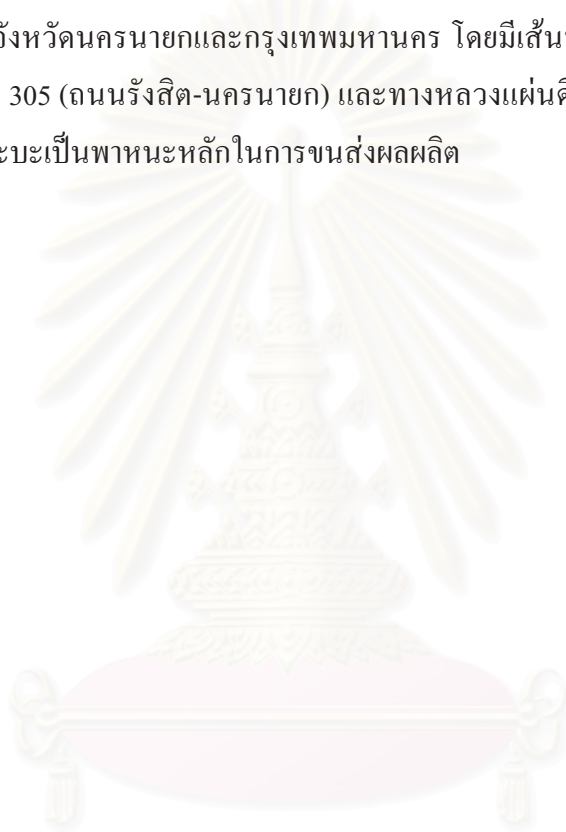 จังหวัดนครนายกและกรุงเทพมหานคร โดยมีเส้น
305 (ถนนรังสิต-นครนายก) และทางหลวงแผ่นดิ
ะบะเป็นพาหนะหลักในการขนส่งผลผลิต